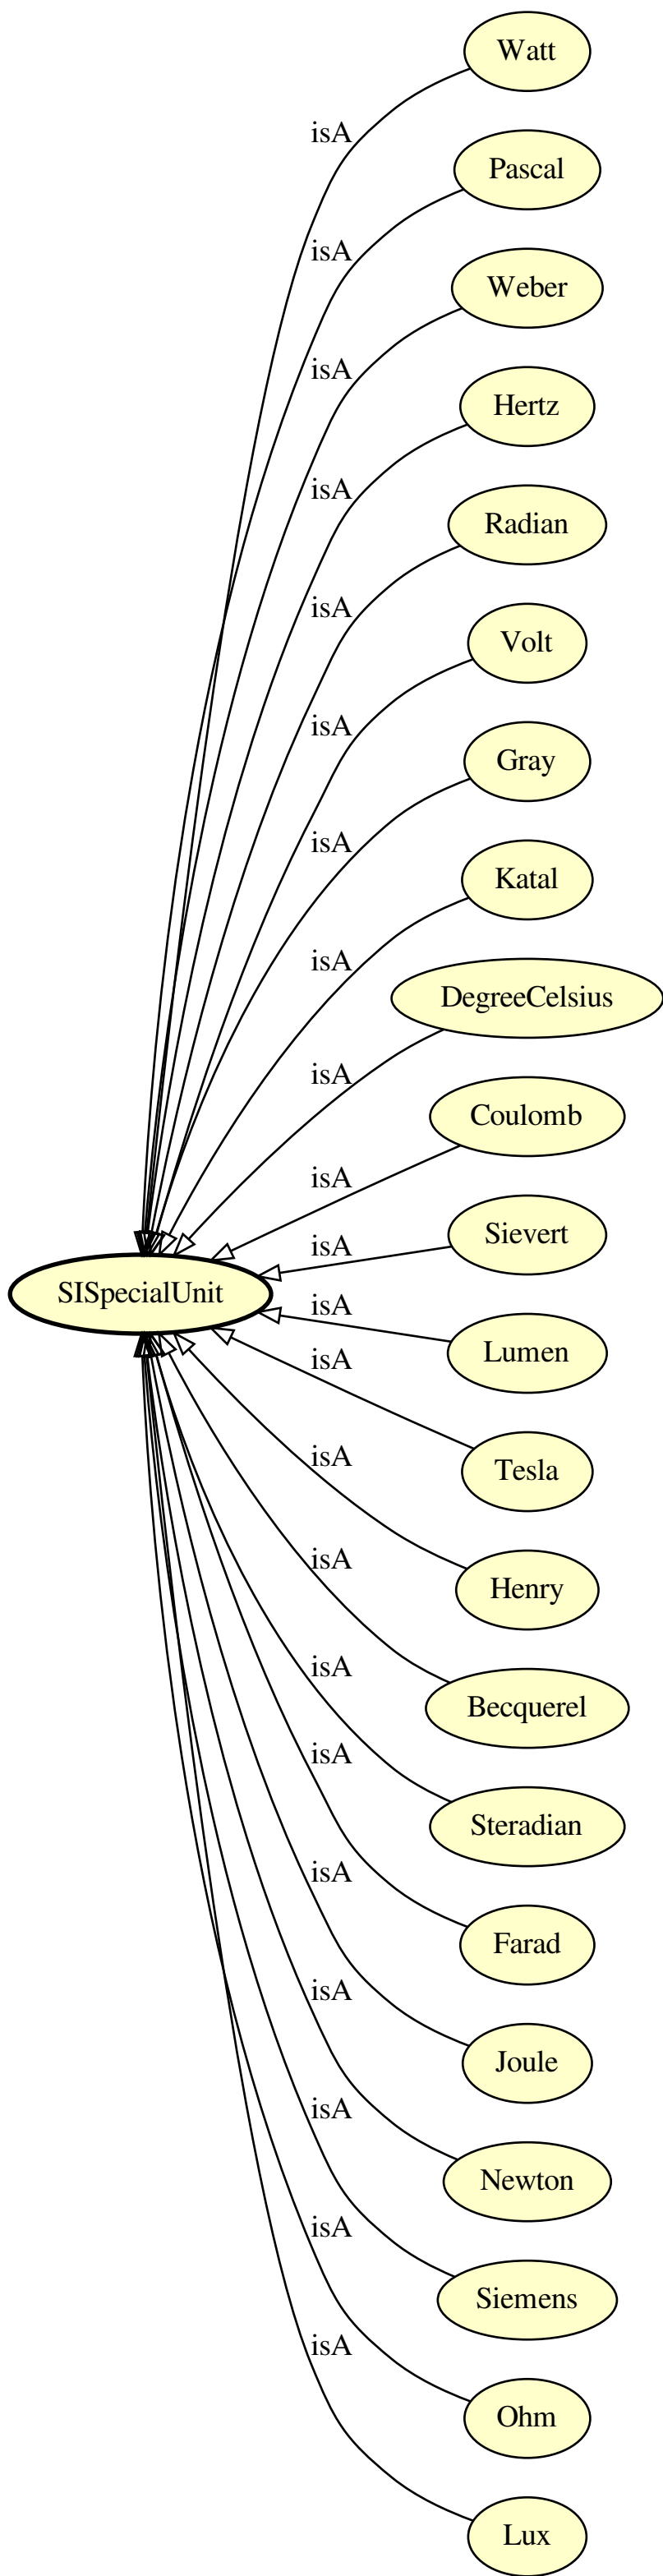 Watt
isA
Pascal
isA
Weber
isA
Hertz
isA
Radian
isA
Volt
isA
Gray
isA
Katal
isA
DegreeCelsius
isA
Coulomb
isA
Sievert
isA
SISpecialUnit
isA
Lumen
isA
Tesla
isA
Henry
isA
Becquerel
isA
Steradian
isA
Farad
isA
Joule
isA
Newton
isA
Siemens
isA
Ohm
isA
Lux